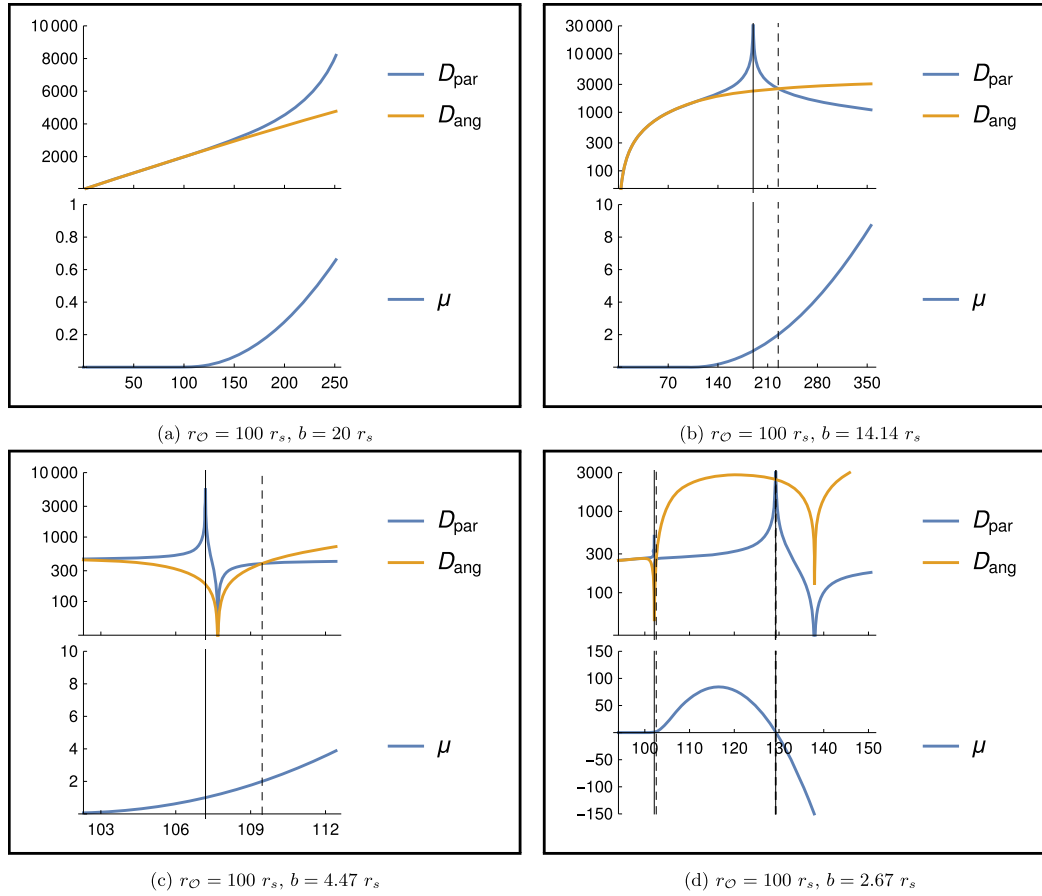 10 000
8000
6000
4000
2000
D_par
D_ang
1
0.8
0.6
0.4
0.2
50 100 150 200 250
μ
(a) r_𝒪 = 100 r_s, b = 20 r_s
30 000
10 000
3000
1000
300
100
D_par
D_ang
10
8
6
4
2
70 140 210 280 350
μ
(b) r_𝒪 = 100 r_s, b = 14.14 r_s
10 000
3000
1000
300
100
D_par
D_ang
10
8
6
4
2
103 106 109 112
μ
(c) r_𝒪 = 100 r_s, b = 4.47 r_s
3000
1000
300
100
D_par
D_ang
150
100
50
100 110 120 130 140 150
-50
-100
-150
μ
(d) r_𝒪 = 100 r_s, b = 2.67 r_s